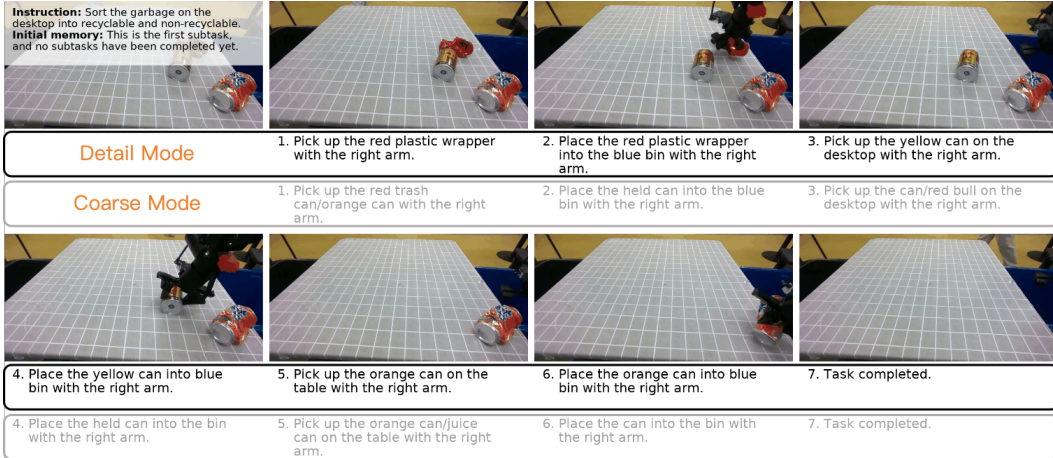 Instruction: Sort the garbage on the
desktop into recyclable and non-recyclable.
Initial memory: This is the first subtask,
and no subtasks have been completed yet.
Detail Mode
1. Pick up the red plastic wrapper
with the right arm.
2. Place the red plastic wrapper
into the blue bin with the right
arm.
3. Pick up the yellow can on the
desktop with the right arm.
Coarse Mode
1. Pick up the red trash
can/orange can with the right
arm.
2. Place the held can into the blue
bin with the right arm.
3. Pick up the can/red bull on the
desktop with the right arm.
4. Place the yellow can into blue
bin with the right arm.
5. Pick up the orange can on the
table with the right arm.
6. Place the orange can into blue
bin with the right arm.
7. Task completed.
4. Place the held can into the bin
with the right arm.
5. Pick up the orange can/juice
can on the table with the right
arm.
6. Place the can into the bin with
the right arm.
7. Task completed.